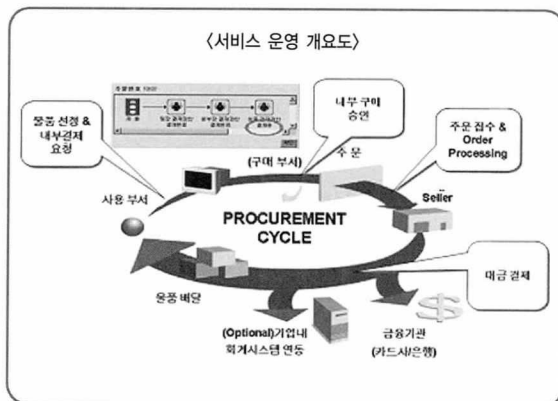 〈서비스 운영 개요도〉
물품 선정 &
내부결제
요청
내부 구매
승인
주문 접수 &
Order
Processing
(구매 부서)
주 문
사용 부서
Seller
PROCUREMENT
CYCLE
대금 결제
물품 배달
(Optional)기업내
회계시스템 연동
금융기관
(카드사/은행)